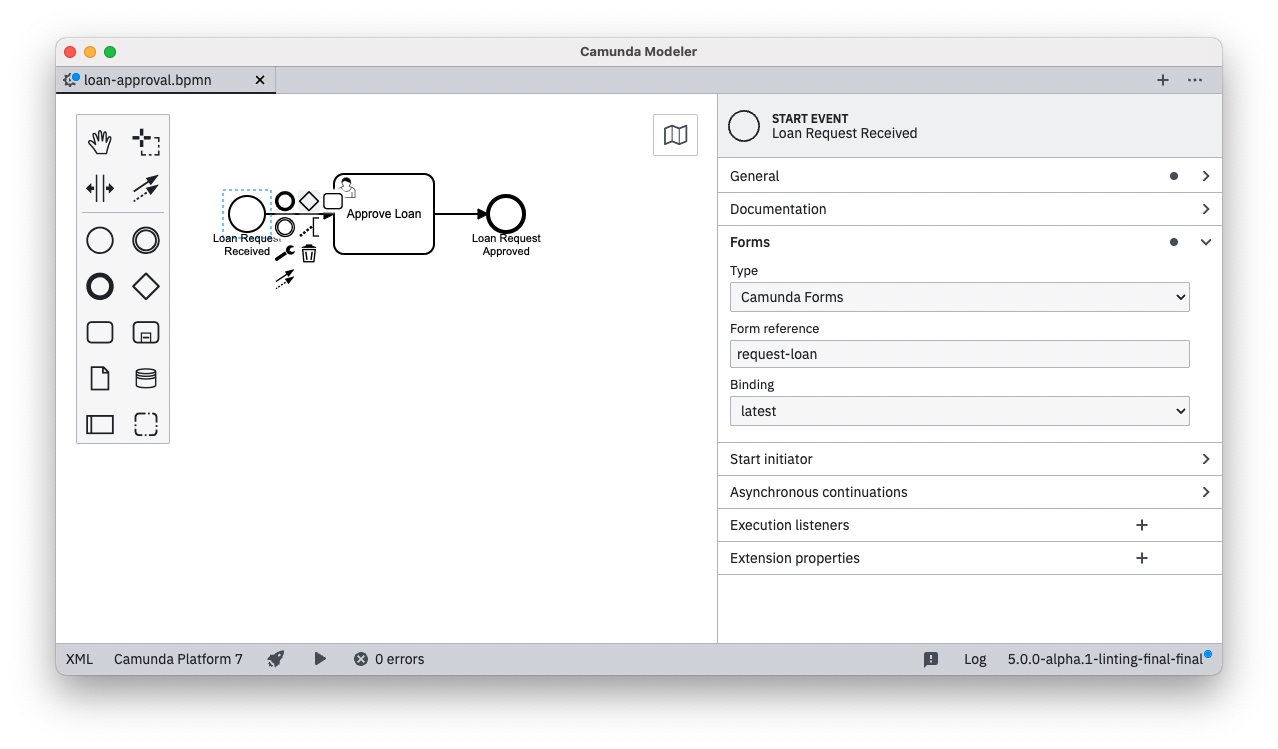 Camunda Modeler
loan-approval.bpmn
Loan Request
Received
Approve Loan
Loan Request
Approved
START EVENT
Loan Request Received
General
Documentation
Forms
Type
Camunda Forms
Form reference
request-loan
Binding
latest
Start initiator
Asynchronous continuations
Execution listeners
Extension properties
XML
Camunda Platform 7
0 errors
Log
5.0.0-alpha.1-linting-final-final